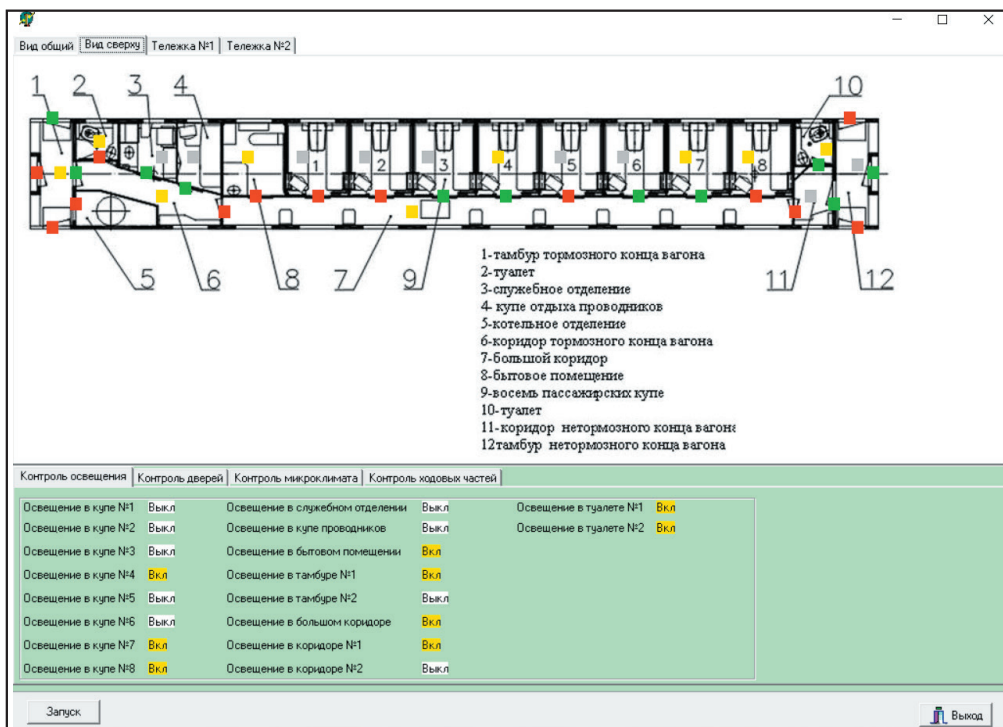 Вид общий Вид сверху Тележка №1 Тележка №2
1 2 3 4 10
1 2 3 4 5 6 7 8
5 6 8 7 9 11 12
1-тамбур тормозного конца вагона
2-туалет
3-служебное отделение
4- купе отдыха проводников
5-котельное отделение
6-коридор тормозного конца вагона
7-большой коридор
8-бытовое помещение
9-восемь пассажирских купе
10-туалет
11-коридор нетормозного конца вагона
12тамбур нетормозного конца вагона
Контроль освещения Контроль дверей Контроль микроклимата Контроль ходовых частей
Освещение в купе №1 Выкл Освещение в служебном отделении Выкл Освещение в туалете №1 Вкл
Освещение в купе №2 Выкл Освещение в купе проводников Выкл Освещение в туалете №2 Вкл
Освещение в купе №3 Выкл Освещение в бытовом помещении Вкл
Освещение в купе №4 Вкл Освещение в тамбуре №1 Вкл
Освещение в купе №5 Выкл Освещение в тамбуре №2 Выкл
Освещение в купе №6 Выкл Освещение в большом коридоре Вкл
Освещение в купе №7 Вкл Освещение в коридоре №1 Вкл
Освещение в купе №8 Вкл Освещение в коридоре №2 Выкл
Запуск Выход